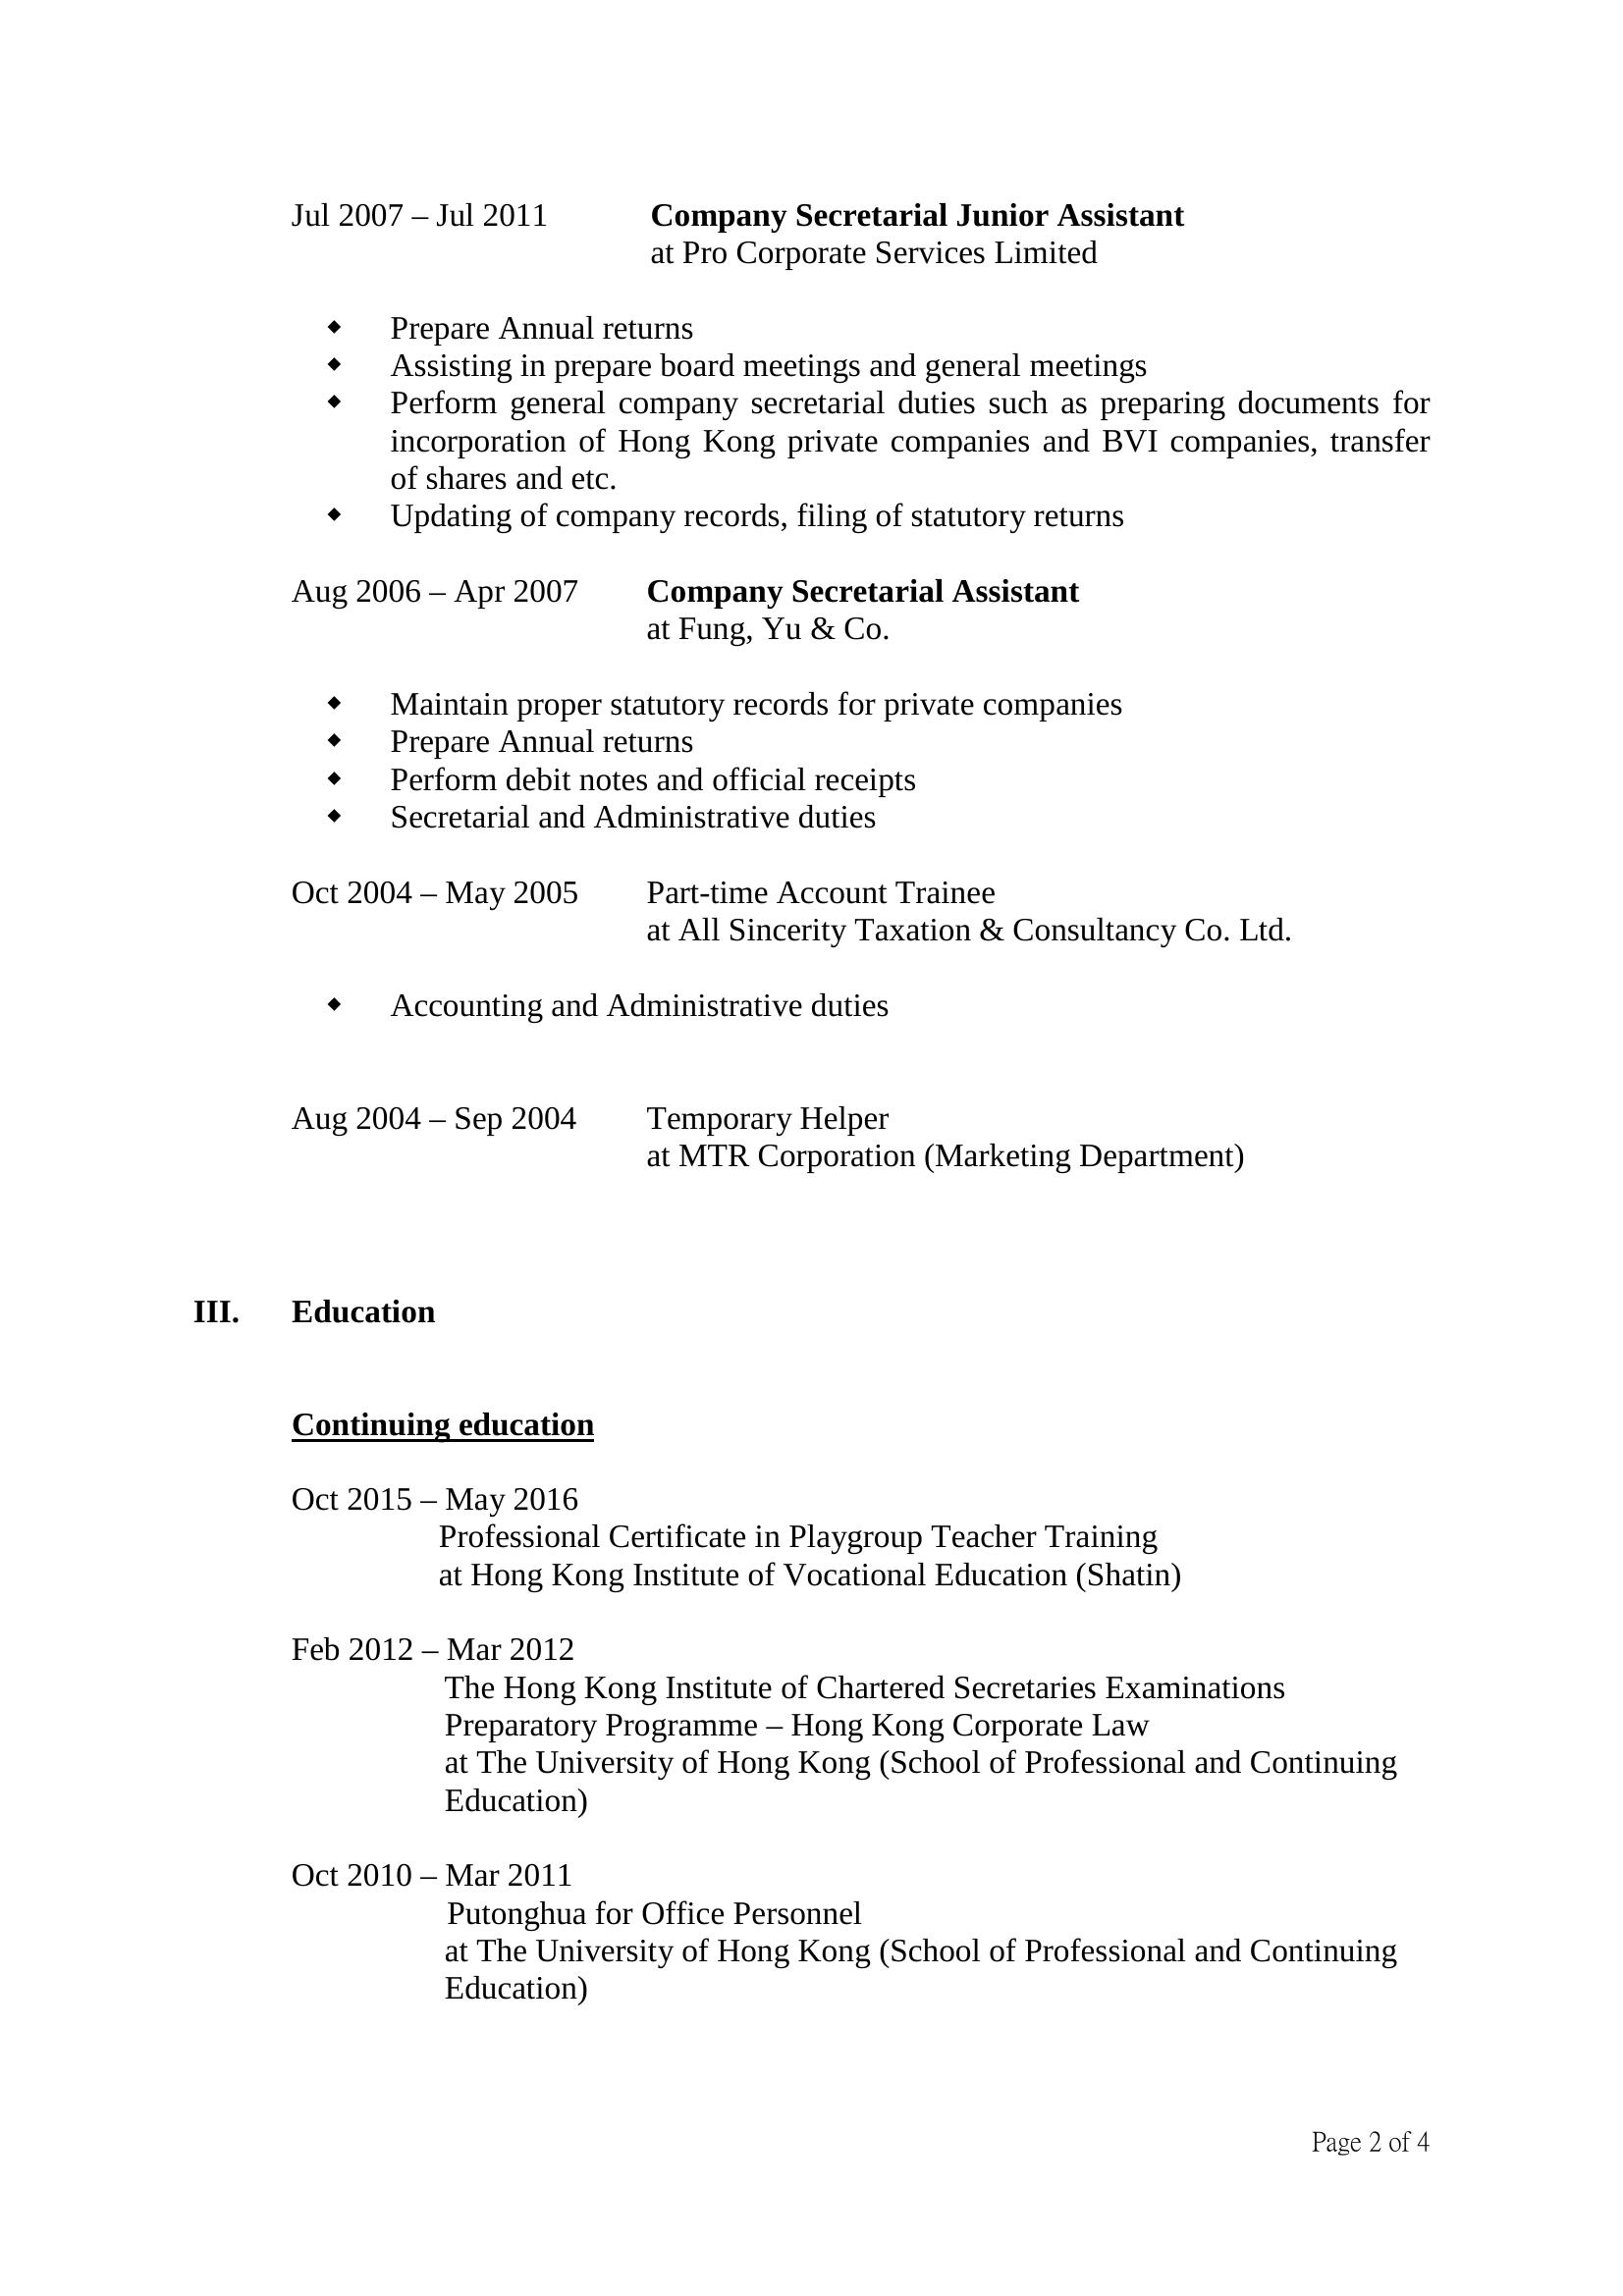 Jul 2007 – Jul 2011 Company Secretarial Junior Assistant
at Pro Corporate Services Limited
◆ Prepare Annual returns
◆ Assisting in prepare board meetings and general meetings
◆ Perform general company secretarial duties such as preparing documents for
incorporation of Hong Kong private companies and BVI companies, transfer
of shares and etc.
◆ Updating of company records, filing of statutory returns
Aug 2006 – Apr 2007 Company Secretarial Assistant
at Fung, Yu & Co.
◆ Maintain proper statutory records for private companies
◆ Prepare Annual returns
◆ Perform debit notes and official receipts
◆ Secretarial and Administrative duties
Oct 2004 – May 2005 Part-time Account Trainee
at All Sincerity Taxation & Consultancy Co. Ltd.
◆ Accounting and Administrative duties
Aug 2004 – Sep 2004 Temporary Helper
at MTR Corporation (Marketing Department)
III. Education
Continuing education
Oct 2015 – May 2016
Professional Certificate in Playgroup Teacher Training
at Hong Kong Institute of Vocational Education (Shatin)
Feb 2012 – Mar 2012
The Hong Kong Institute of Chartered Secretaries Examinations
Preparatory Programme – Hong Kong Corporate Law
at The University of Hong Kong (School of Professional and Continuing
Education)
Oct 2010 – Mar 2011
Putonghua for Office Personnel
at The University of Hong Kong (School of Professional and Continuing
Education)
Page 2 of 4